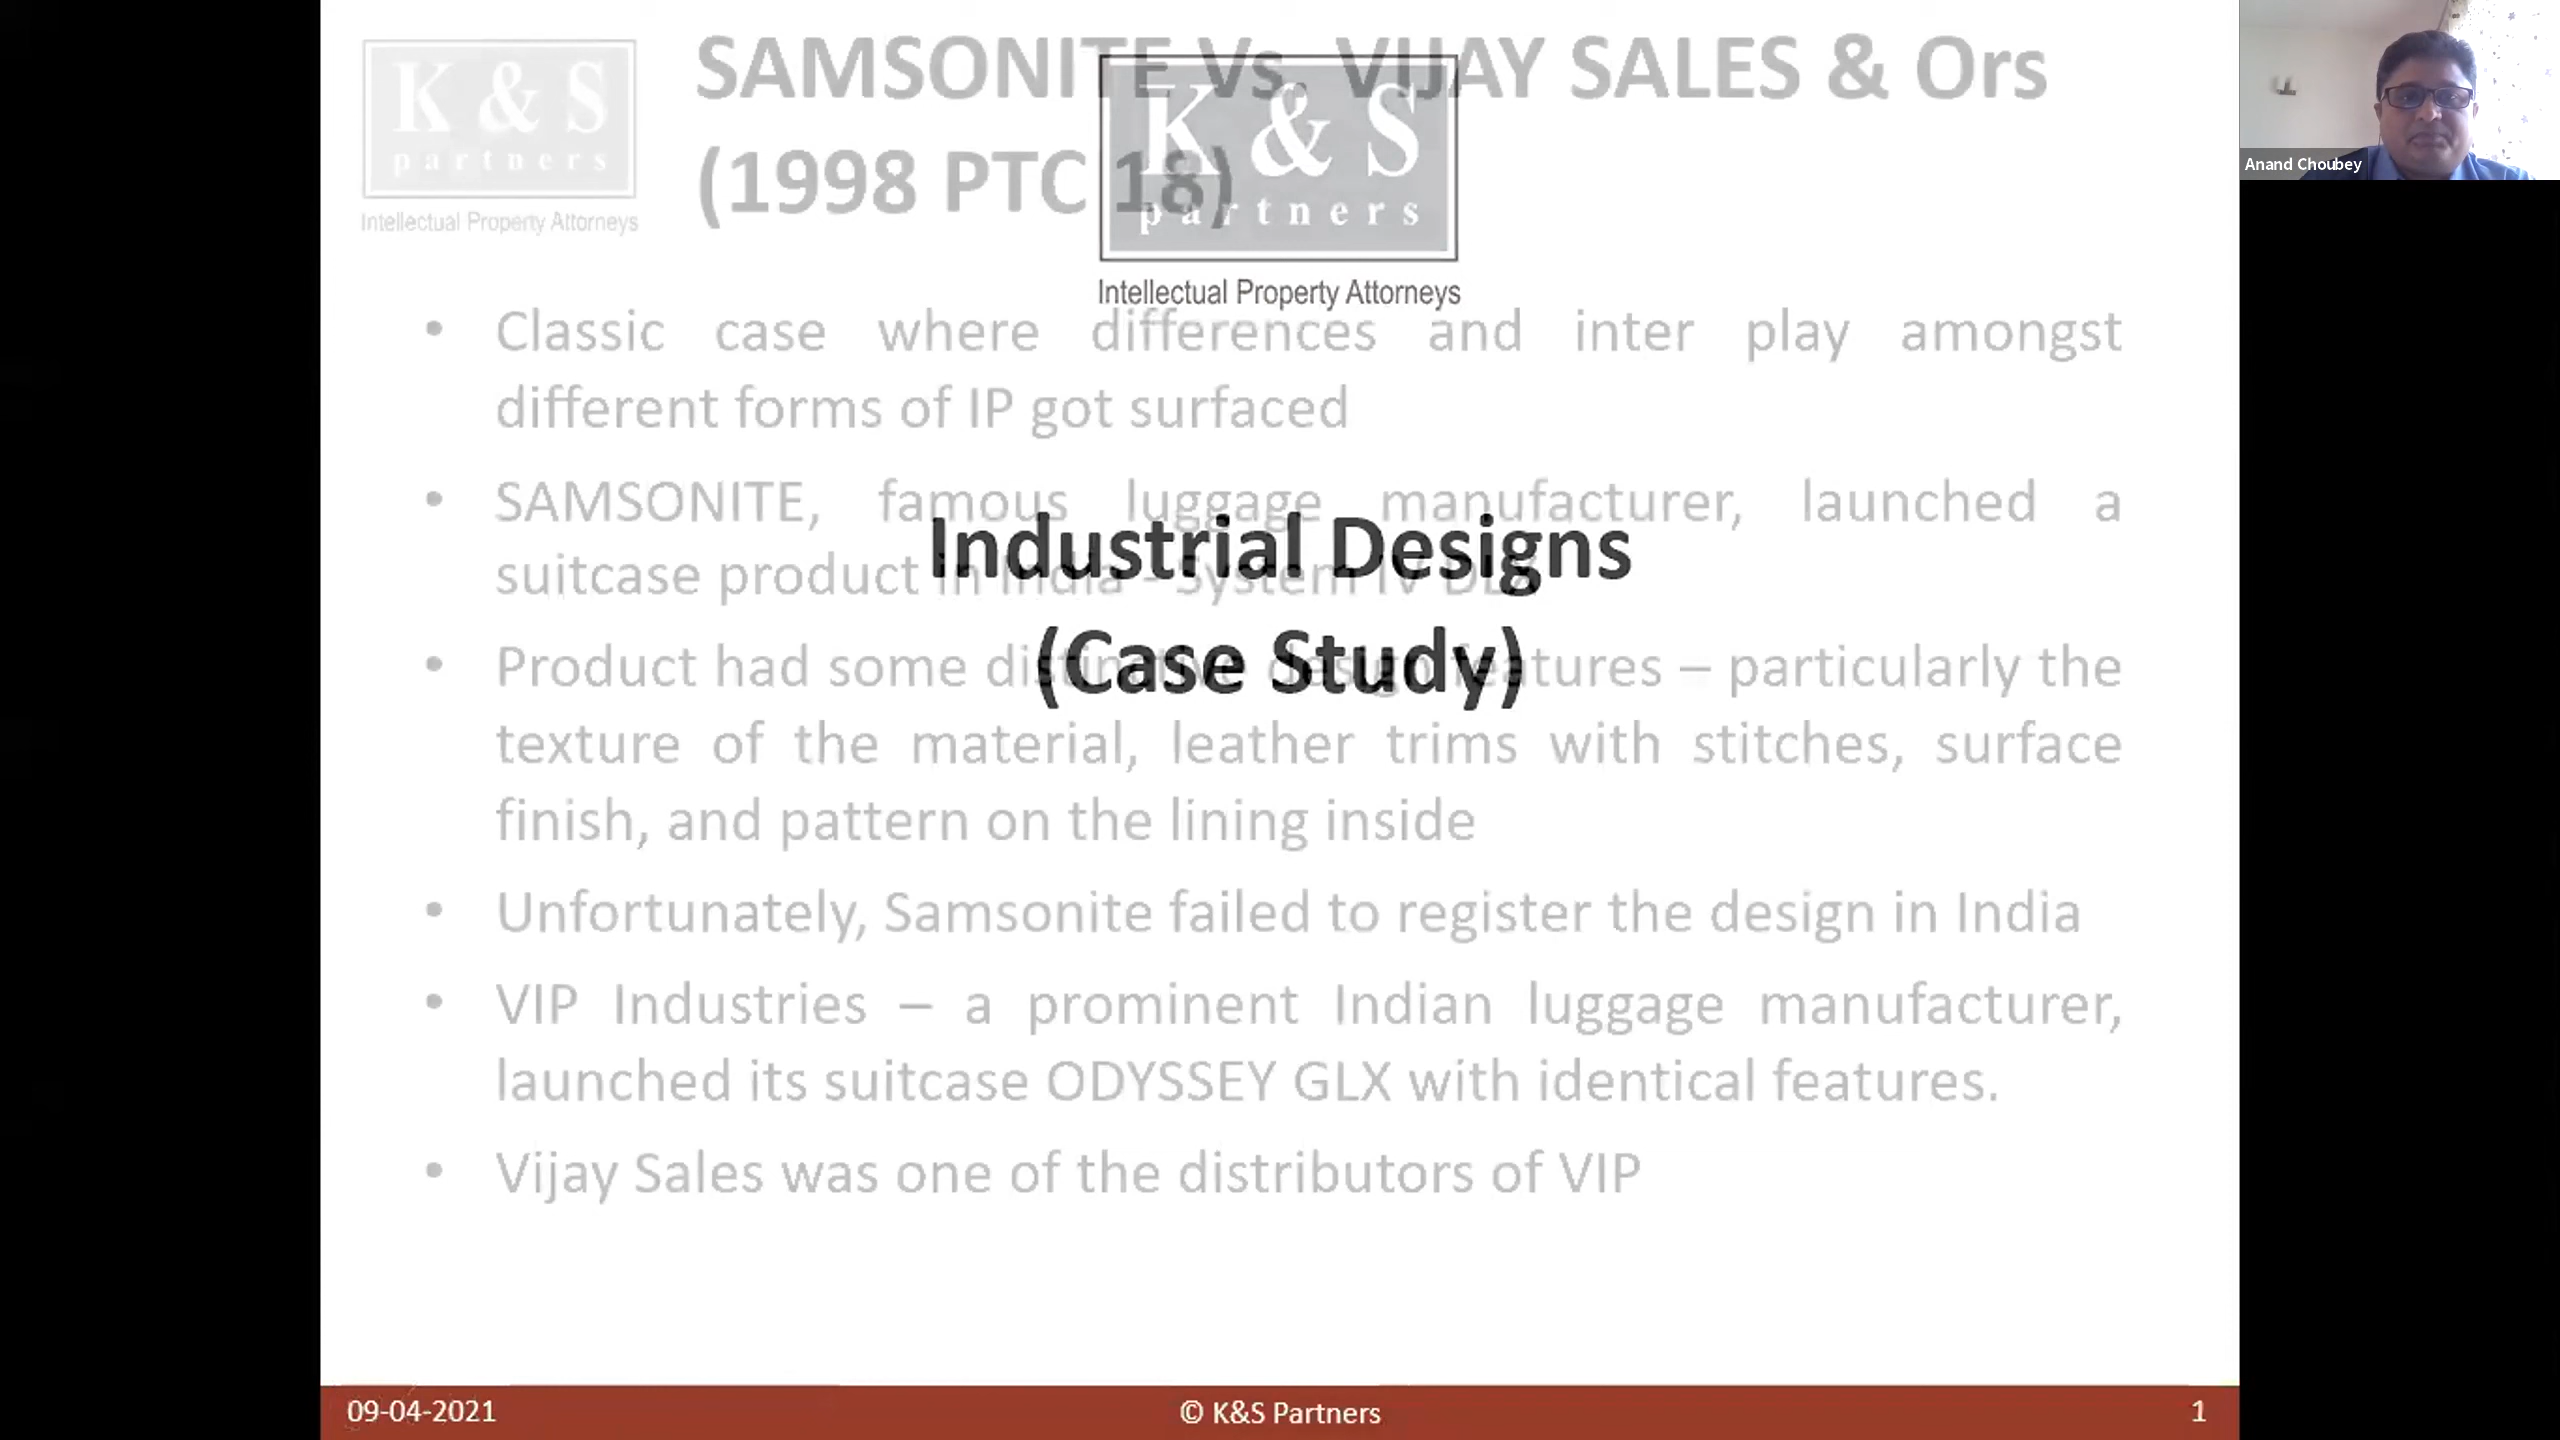 K & S
partners
Intellectual Property Attorneys
SAMSONITE Vs. VIJAY SALES & Ors
(1998 PTC 18)
K & S
partners
Intellectual Property Attorneys
Anand Choubey
• Classic case where differences and inter play amongst
different forms of IP got surfaced
• SAMSONITE, famous luggage manufacturer, launched a
suitcase product in India - System IV
Industrial Designs
(Case Study)
• Product had some distinctive design features – particularly the
texture of the material, leather trims with stitches, surface
finish, and pattern on the lining inside
• Unfortunately, Samsonite failed to register the design in India
• VIP Industries – a prominent Indian luggage manufacturer,
launched its suitcase ODYSSEY GLX with identical features.
• Vijay Sales was one of the distributors of VIP
09-04-2021
© K&S Partners
1